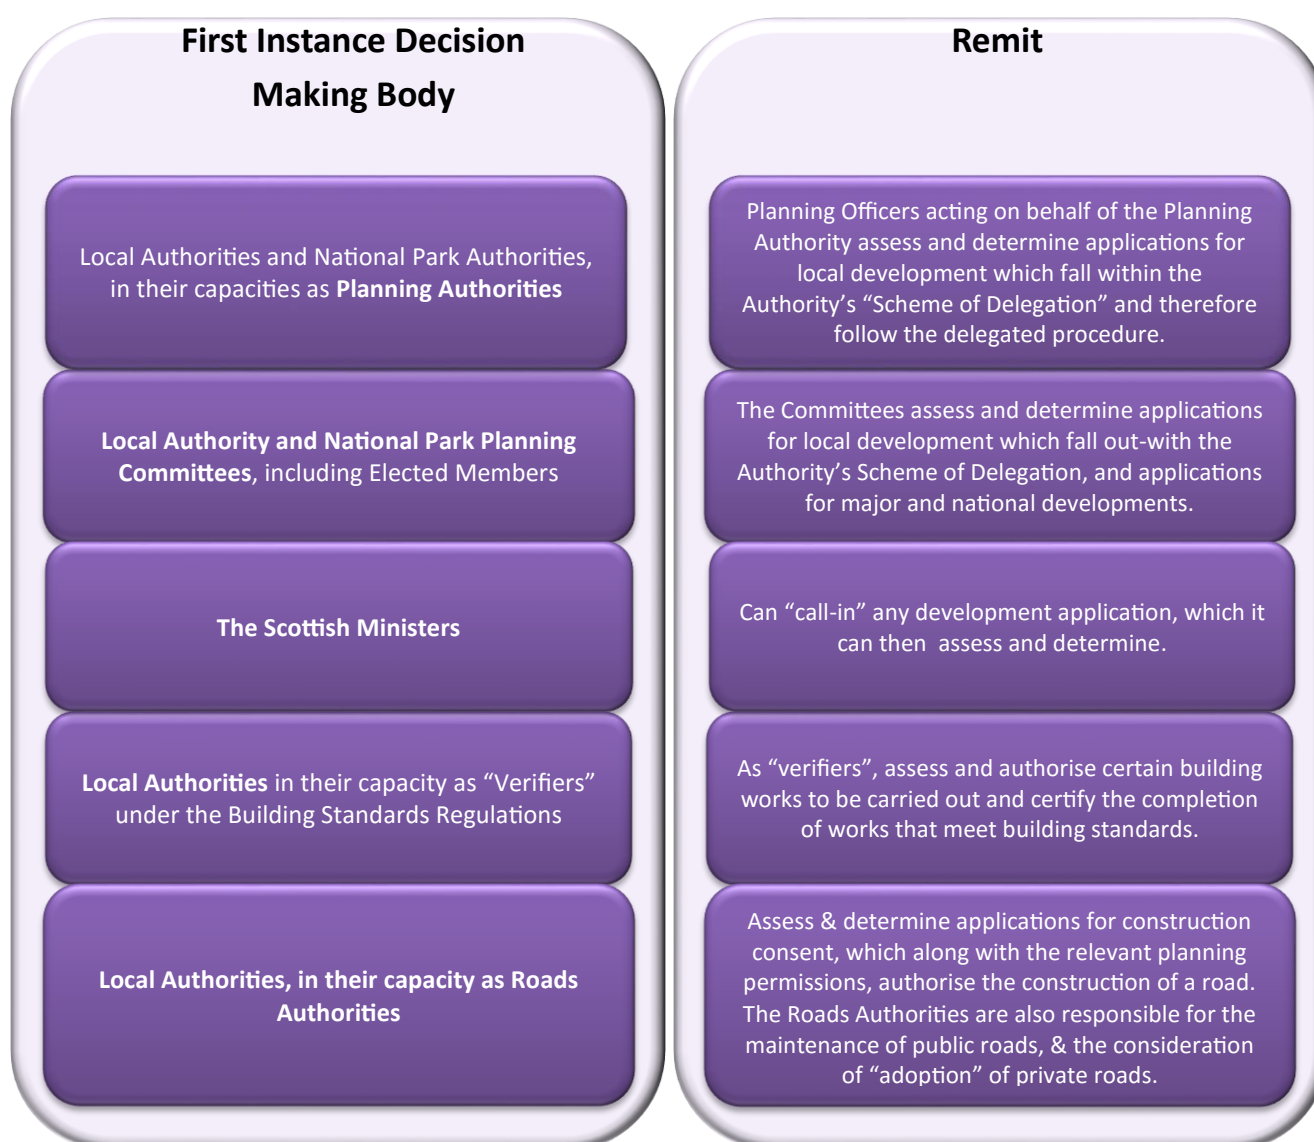 First Instance Decision
Making Body
Remit
Local Authorities and National Park Authorities,
in their capacities as Planning Authorities
Planning Officers acting on behalf of the Planning
Authority assess and determine applications for
local development which fall within the
Authority’s “Scheme of Delegation” and therefore
follow the delegated procedure.
Local Authority and National Park Planning
Committees, including Elected Members
The Committees assess and determine applications
for local development which fall out-with the
Authority’s Scheme of Delegation, and applications
for major and national developments.
The Scottish Ministers
Can “call-in” any development application, which it
can then assess and determine.
Local Authorities in their capacity as “Verifiers”
under the Building Standards Regulations
As “verifiers”, assess and authorise certain building
works to be carried out and certify the completion
of works that meet building standards.
Local Authorities, in their capacity as Roads
Authorities
Assess & determine applications for construction
consent, which along with the relevant planning
permissions, authorise the construction of a road.
The Roads Authorities are also responsible for the
maintenance of public roads, & the consideration
of “adoption” of private roads.